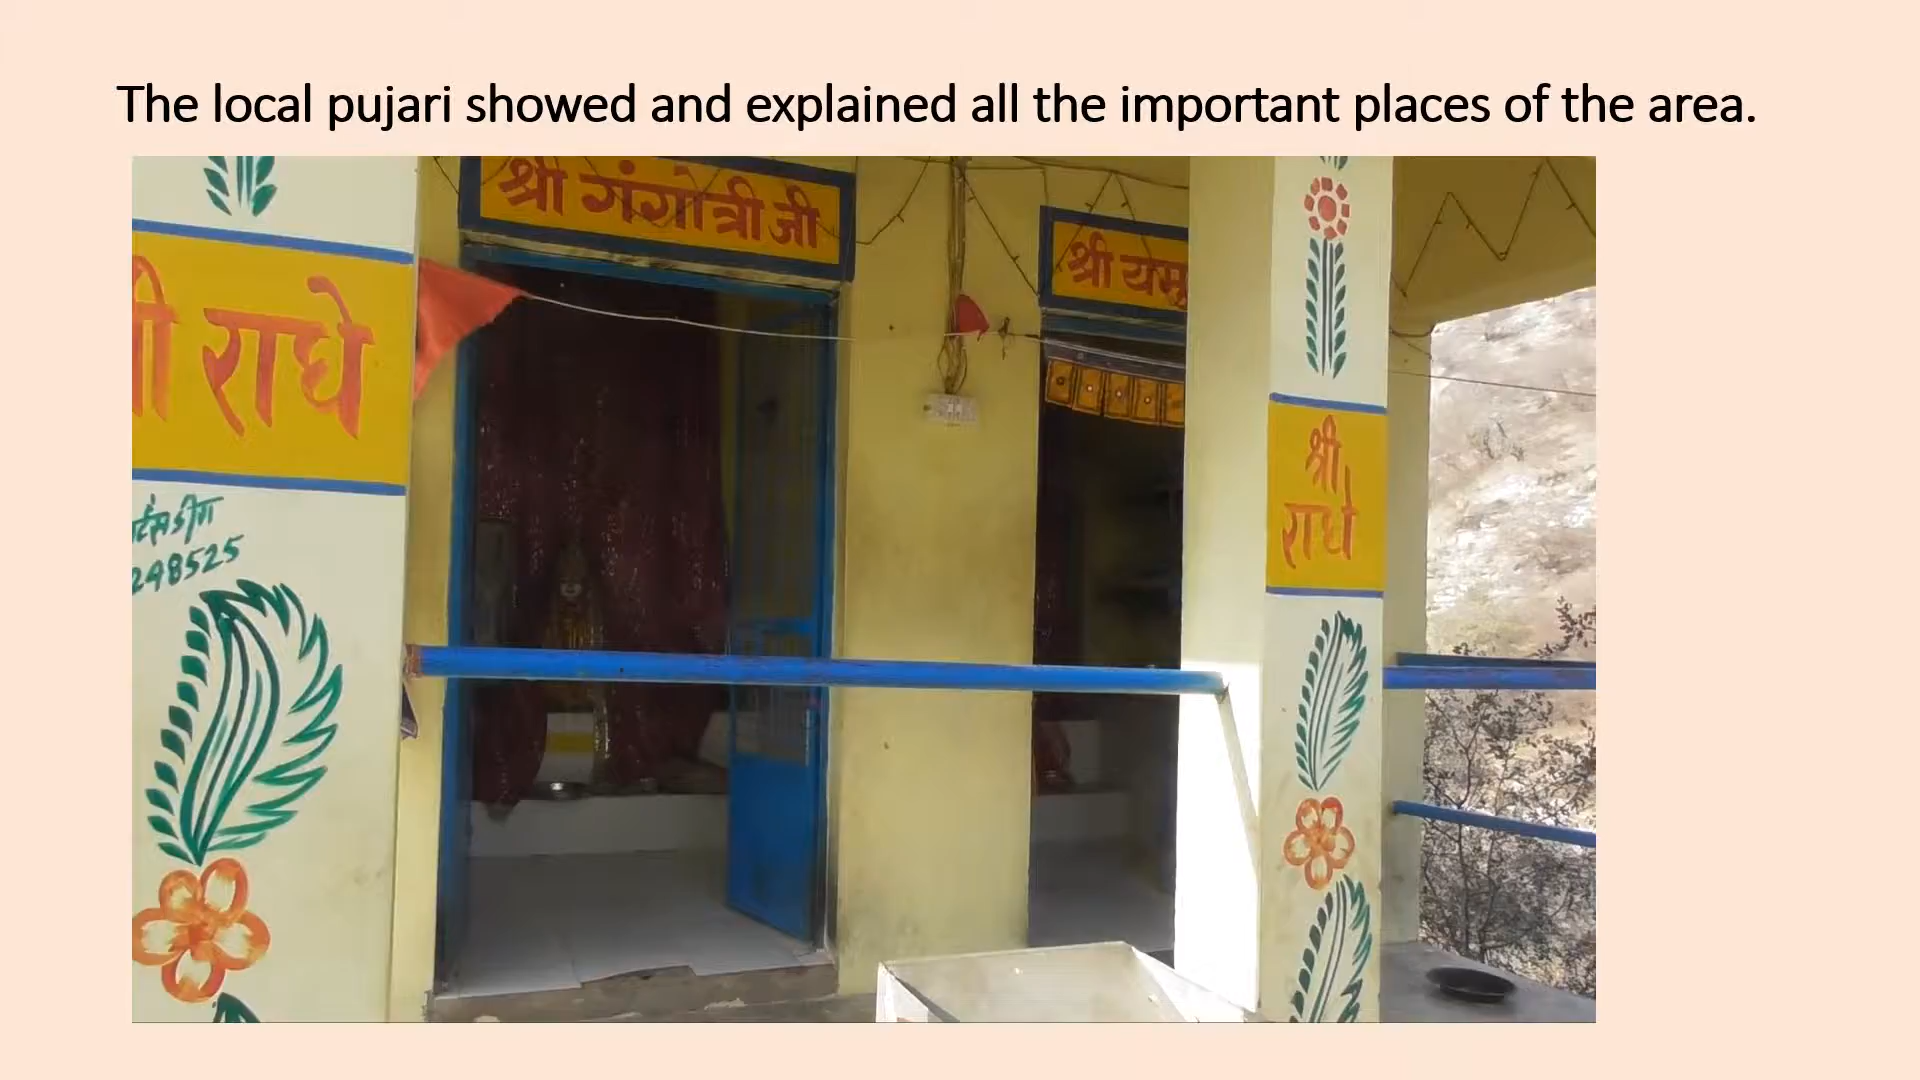 The local pujari showed and explained all the important places of the area.
श्री गंगोत्री जी
श्री
राधे
248525
श्री
राधे